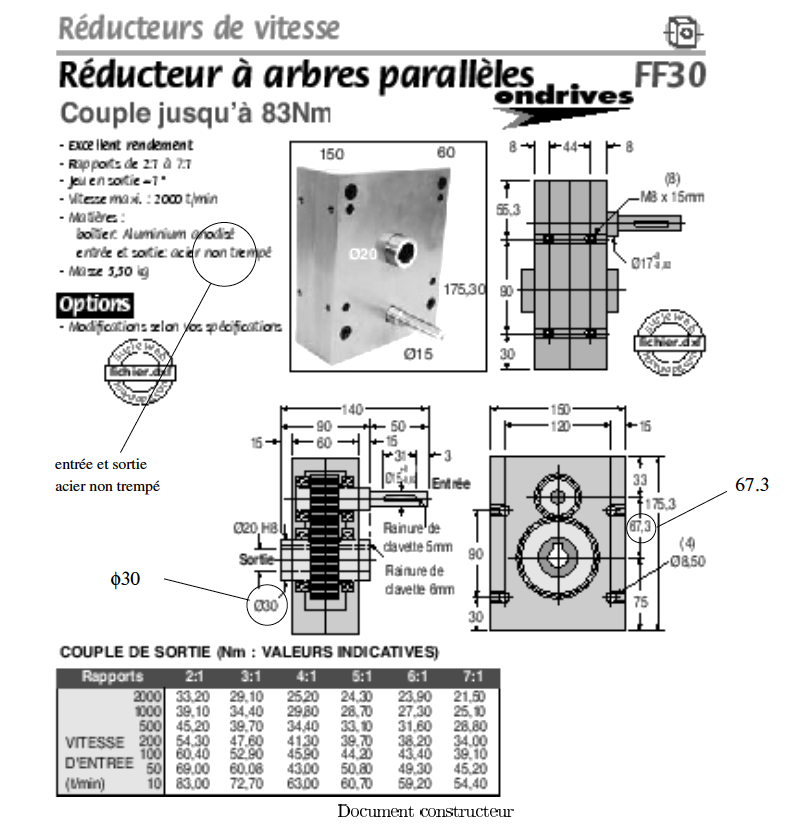 Réducteurs de vitesse
Réducteur à arbres parallèles FF30
Couple jusqu'à 83Nm
ondrives
- Excellent rendement
- Rapports de 2:1 à 7:1
- Jeu en sortie ~1°
- Vitesse maxi. : 2000 t/min
- Matières :
boîtier: Aluminium anodisé
entrée et sortie: acier non trempé
- Masse 5,50 kg
Options
- Modifications selon vos spécifications
fichier.dxf
entrée et sortie
acier non trempé
150
60
Ø20
175,30
Ø15
8 44 8
(8)
M8 x 15mm
55,3
Ø17
90
30
fichier.dxf
140
90 50
15 60 15
31 3
Ø15
Entrée
Ø20 H8
Sortie
Rainure de
clavette 5mm
Rainure de
clavette 6mm
Ø30
ϕ30
150
120 15
33
175,3
67,3
67.3
90
(4)
Ø8,50
75
30
COUPLE DE SORTIE (Nm : VALEURS INDICATIVES)
Rapports 2:1 3:1 4:1 5:1 6:1 7:1
2000 33,20 29,10 25,20 24,30 23,90 21,50
1000 39,10 34,40 29,80 28,70 27,30 25,10
500 45,20 39,70 34,40 33,10 31,60 28,80
VITESSE 200 54,30 47,60 41,30 39,70 38,20 34,00
D'ENTREE 100 60,40 52,90 45,90 44,20 43,40 39,10
50 69,00 60,08 43,00 50,80 49,30 45,20
(t/min) 10 83,00 72,70 63,00 60,70 59,20 54,40
Document constructeur